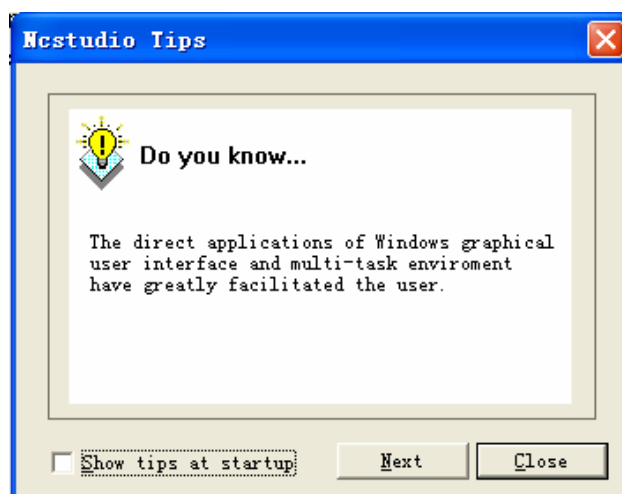 Ncstudio Tips
Do you know...
The direct applications of Windows graphical
user interface and multi-task enviroment
have greatly facilitated the user.
Show tips at startup
Next
Close